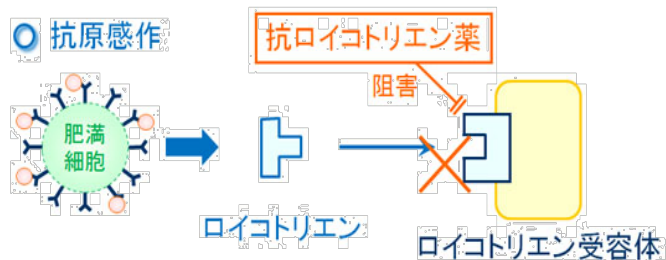 抗原感作
抗ロイコトリエン薬
阻害
肥満
細胞
ロイコトリエン
ロイコトリエン受容体